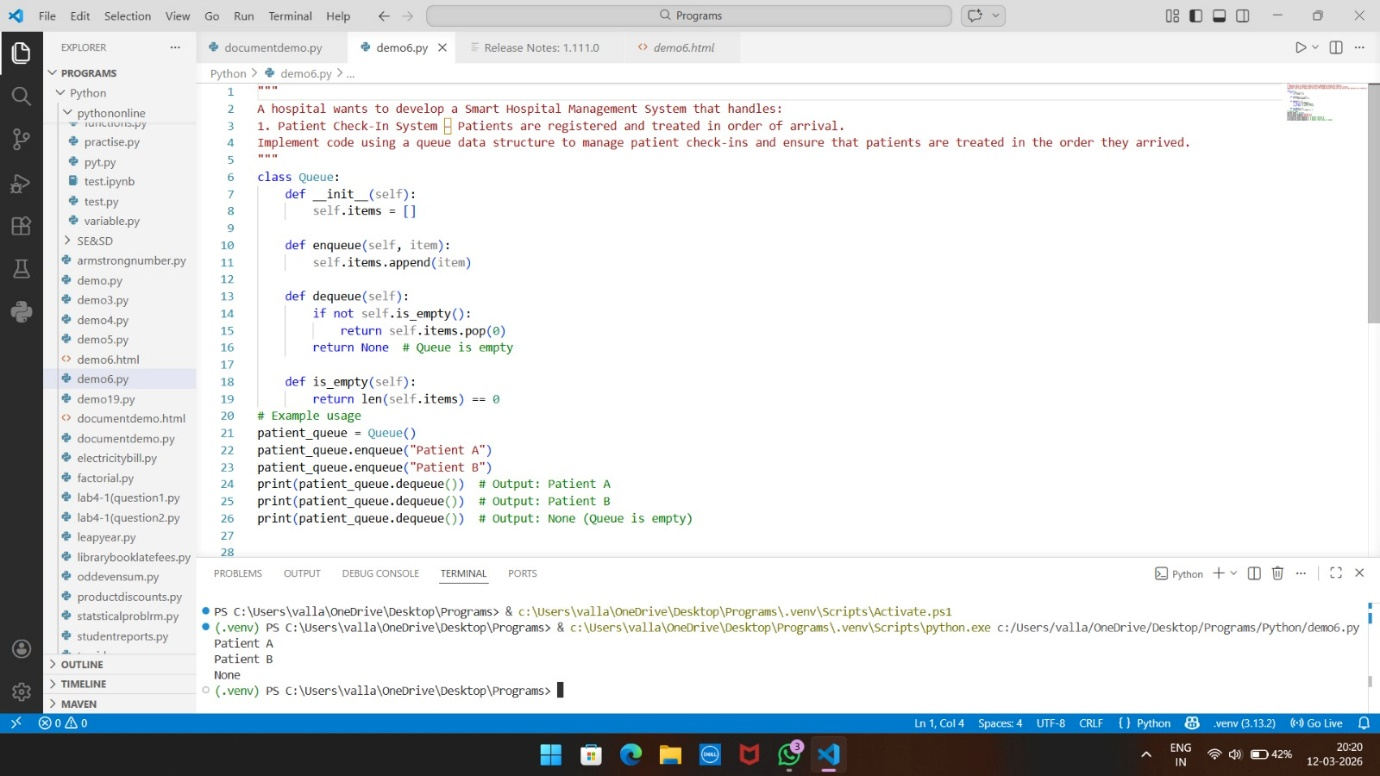 File Edit Selection View Go Run Terminal Help
Programs
EXPLORER
PROGRAMS
Python
pythononline
functions.py
practise.py
pyt.py
test.ipynb
test.py
variable.py
SE&SD
armstrongnumber.py
demo.py
demo3.py
demo4.py
demo5.py
demo6.html
demo6.py
demo19.py
documentdemo.html
documentdemo.py
electricitybill.py
factorial.py
lab4-1(question1.py
lab4-1(question2.py
leapyear.py
librarybooklatefees.py
oddevensum.py
productdiscounts.py
statsticalproblrm.py
studentreports.py
OUTLINE
TIMELINE
MAVEN
documentdemo.py demo6.py Release Notes: 1.111.0 demo6.html
Python > demo6.py > ...
1 """
2 A hospital wants to develop a Smart Hospital Management System that handles:
3 1. Patient Check-In System – Patients are registered and treated in order of arrival.
4 Implement code using a queue data structure to manage patient check-ins and ensure that patients are treated in the order they arrived.
5 """
6 class Queue:
7 def __init__(self):
8 self.items = []
9
10 def enqueue(self, item):
11 self.items.append(item)
12
13 def dequeue(self):
14 if not self.is_empty():
15 return self.items.pop(0)
16 return None # Queue is empty
17
18 def is_empty(self):
19 return len(self.items) == 0
20 # Example usage
21 patient_queue = Queue()
22 patient_queue.enqueue("Patient A")
23 patient_queue.enqueue("Patient B")
24 print(patient_queue.dequeue()) # Output: Patient A
25 print(patient_queue.dequeue()) # Output: Patient B
26 print(patient_queue.dequeue()) # Output: None (Queue is empty)
27
28
PROBLEMS OUTPUT DEBUG CONSOLE TERMINAL PORTS
Python
PS C:\Users\valla\OneDrive\Desktop\Programs> & c:\Users\valla\OneDrive\Desktop\Programs\.venv\Scripts\Activate.ps1
(.venv) PS C:\Users\valla\OneDrive\Desktop\Programs> & c:\Users\valla\OneDrive\Desktop\Programs\.venv\Scripts\python.exe c:/Users/valla/OneDrive/Desktop/Programs/Python/demo6.py
Patient A
Patient B
None
(.venv) PS C:\Users\valla\OneDrive\Desktop\Programs>
0 0
Ln 1, Col 4 Spaces: 4 UTF-8 CRLF { } Python .venv (3.13.2) Go Live
DELL
3
ENG
IN
42%
20:20
12-03-2026